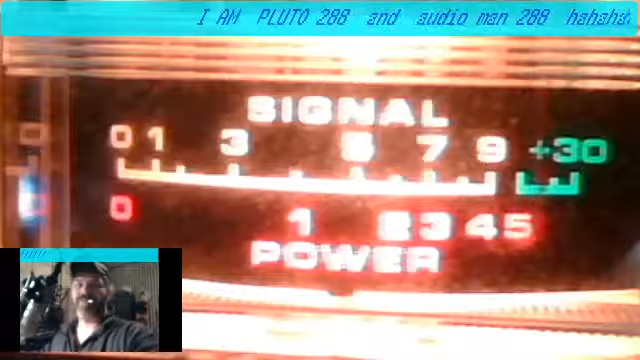 I AM PLUTO 288 and audio man 288 hahaha
SIGNAL
0 1 3 5 7 9 +30
0 1 2 3 4 5
POWER